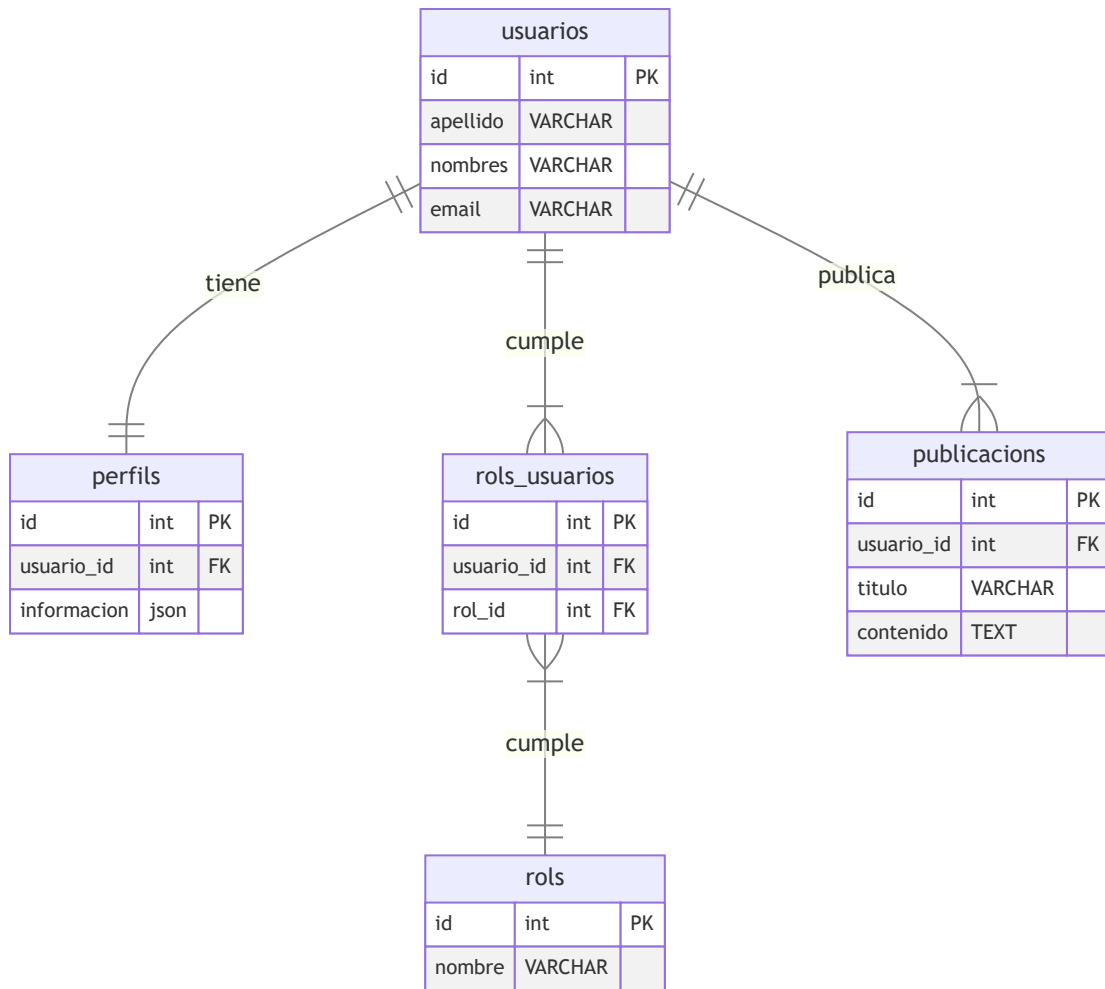 usuarios
id int PK
apellido VARCHAR
nombres VARCHAR
email VARCHAR
tiene
cumple
publica
perfils
id int PK
usuario_id int FK
informacion json
rols_usuarios
id int PK
usuario_id int FK
rol_id int FK
publicacions
id int PK
usuario_id int FK
titulo VARCHAR
contenido TEXT
cumple
rols
id int PK
nombre VARCHAR